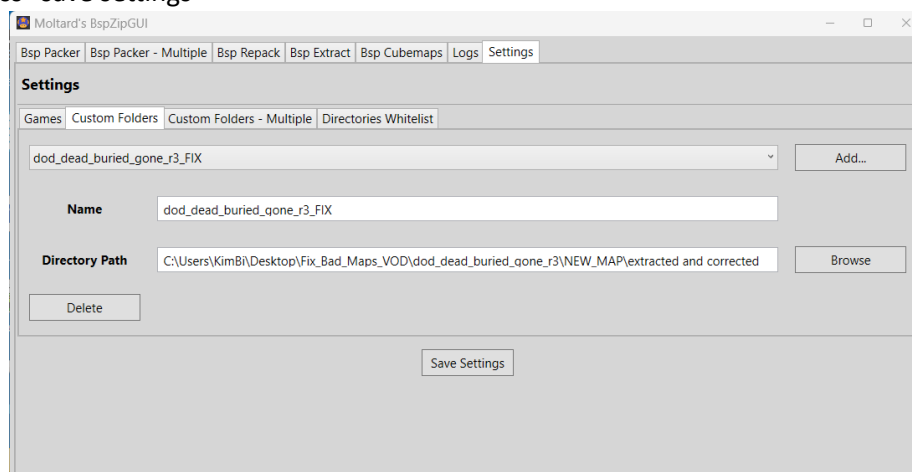 Save Settings
Moltard's BspZipGUI
Bsp Packer Bsp Packer - Multiple Bsp Repack Bsp Extract Bsp Cubemaps Logs Settings
Settings
Games Custom Folders Custom Folders - Multiple Directories Whitelist
dod_dead_buried_gone_r3_FIX Add...
Name dod_dead_buried_gone_r3_FIX
Directory Path C:\Users\KimBi\Desktop\Fix_Bad_Maps_VOD\dod_dead_buried_gone_r3\NEW_MAP\extracted and corrected Browse
Delete
Save Settings